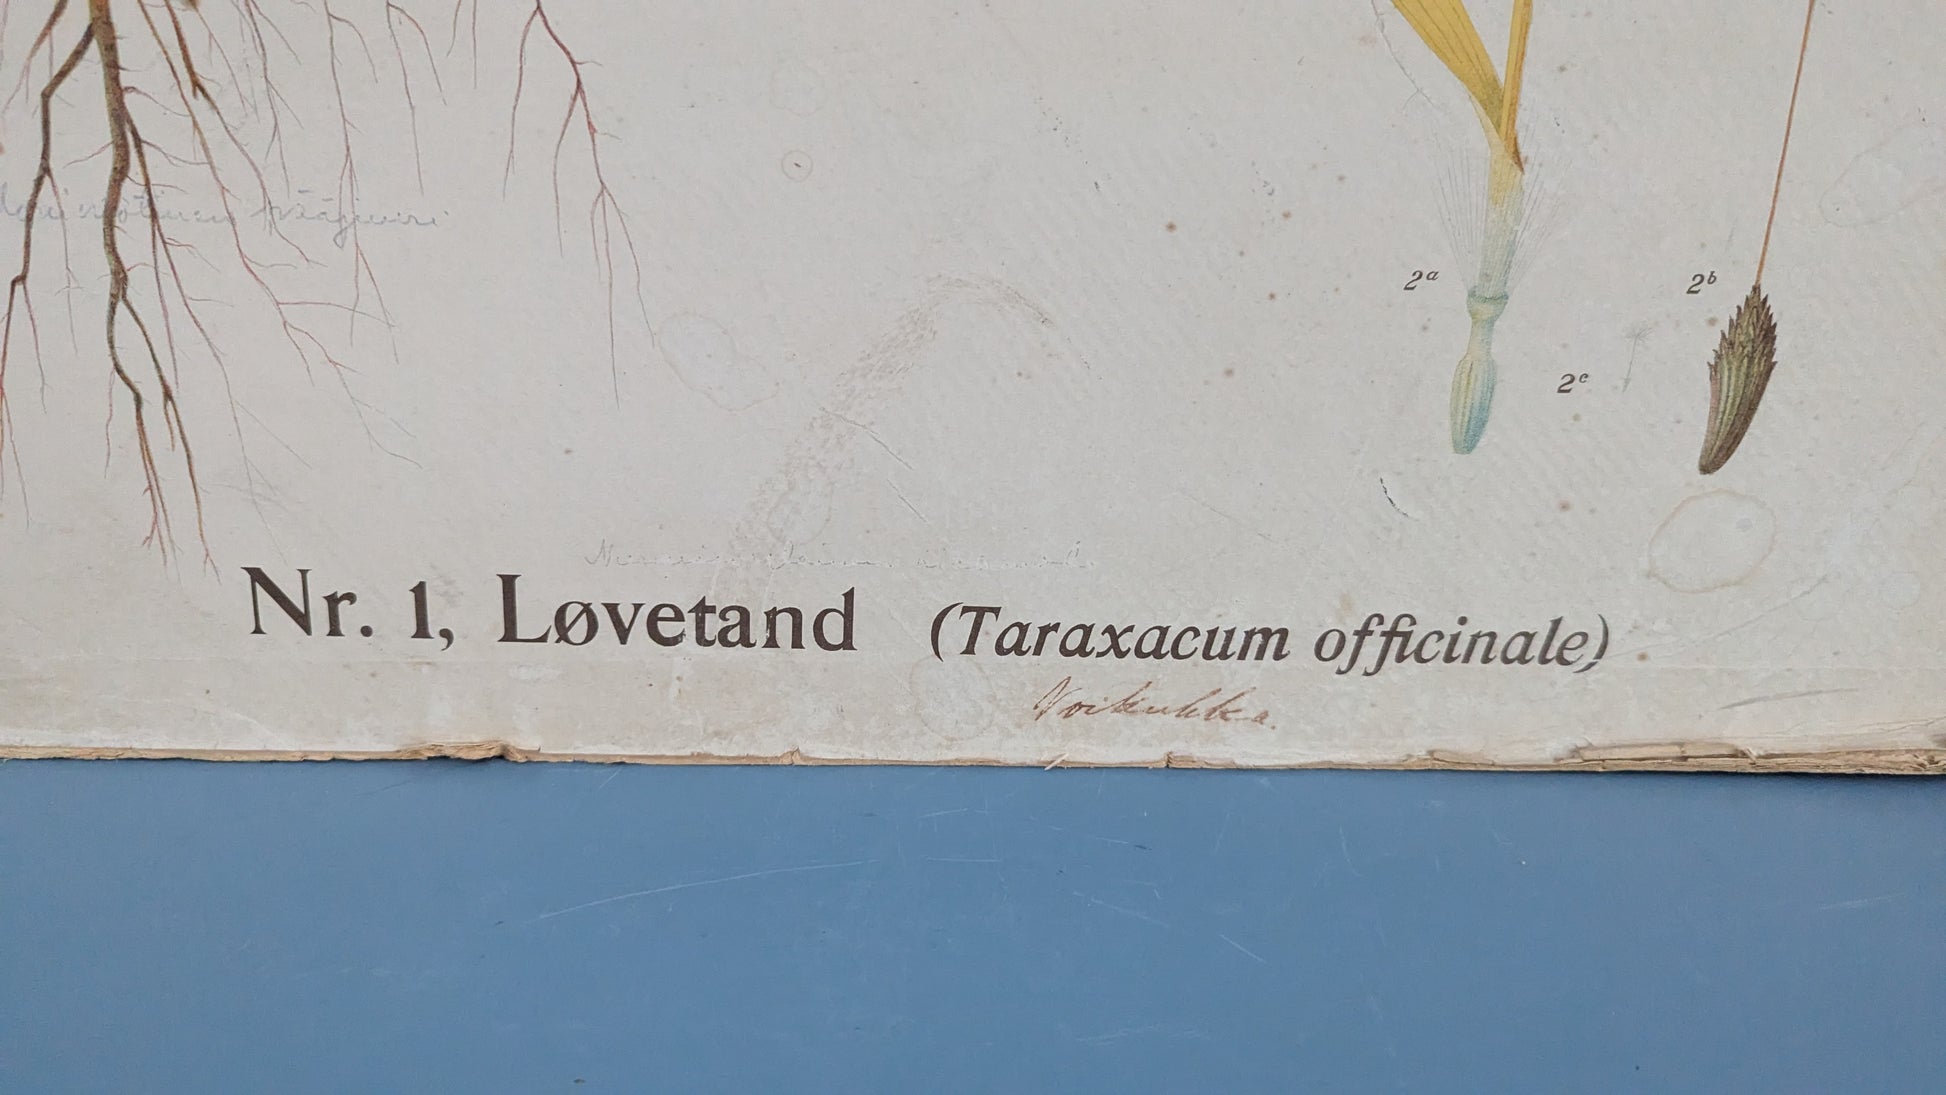 2a
2b
2c
Nr. 1, Løvetand (Taraxacum officinale)
Voikukka.